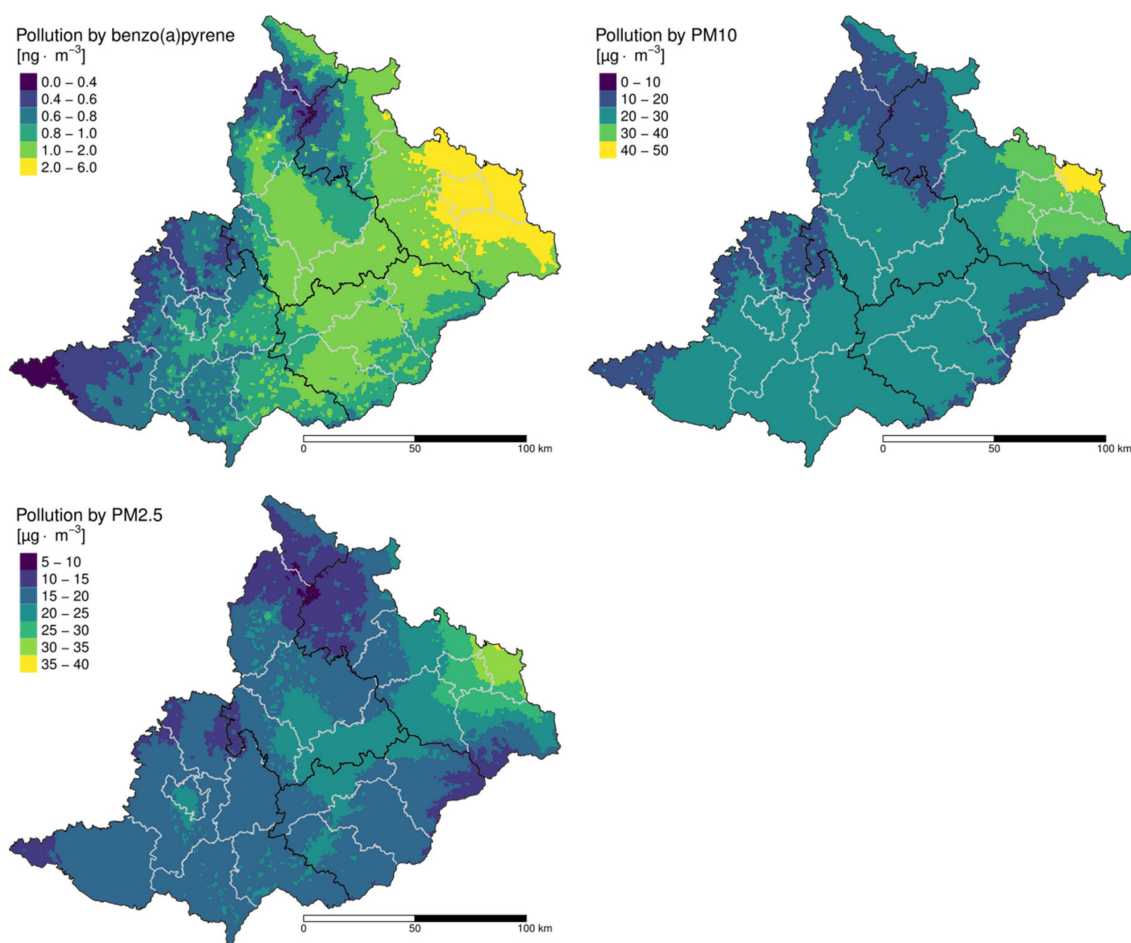 Pollution by benzo(a)pyrene
[ng · m⁻³]
0.0 – 0.4
0.4 – 0.6
0.6 – 0.8
0.8 – 1.0
1.0 – 2.0
2.0 – 6.0
0 50 100 km
Pollution by PM10
[µg · m⁻³]
0 – 10
10 – 20
20 – 30
30 – 40
40 – 50
0 50 100 km
Pollution by PM2.5
[µg · m⁻³]
5 – 10
10 – 15
15 – 20
20 – 25
25 – 30
30 – 35
35 – 40
0 50 100 km